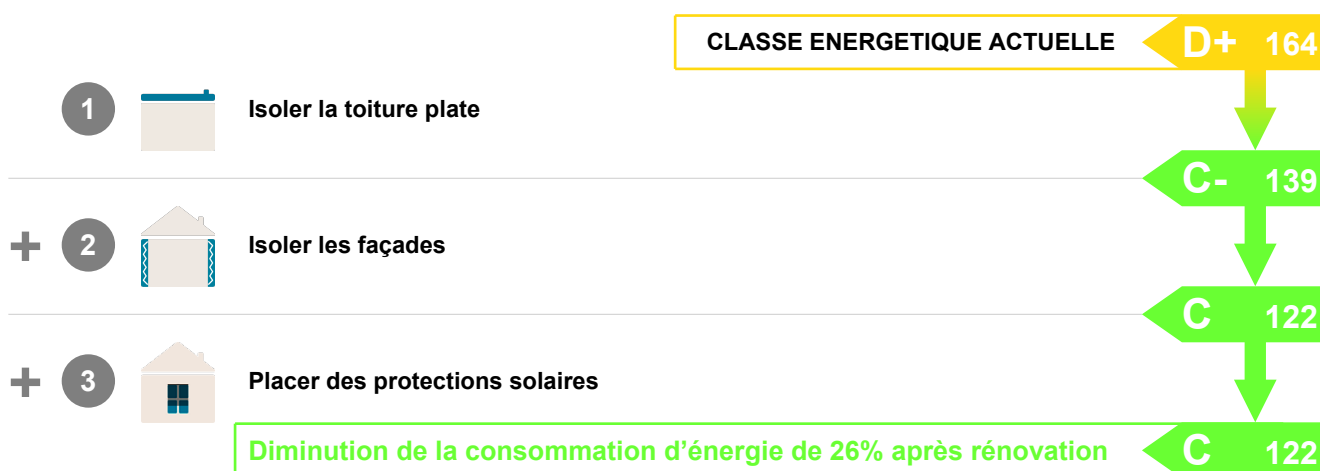 CLASSE ENERGETIQUE ACTUELLE D+ 164
1 Isoler la toiture plate
C- 139
+ 2 Isoler les façades
C 122
+ 3 Placer des protections solaires
Diminution de la consommation d'énergie de 26% après rénovation C 122